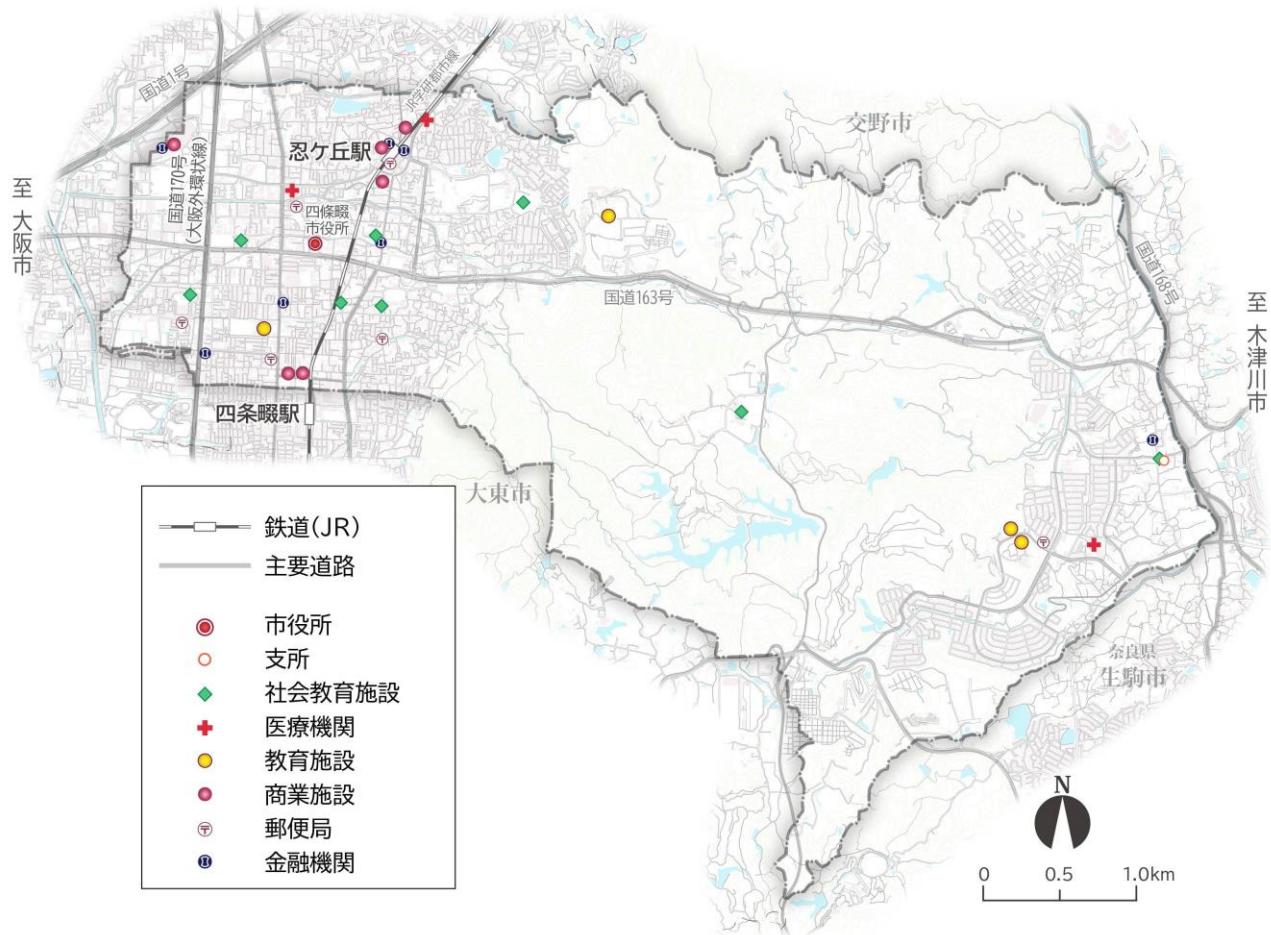 国道1号
JR学研都市線
交野市
忍ケ丘駅
国道170号
(大阪外環状線)
四條畷
市役所
至 大阪市
国道163号
国道168号
至 木津川市
四条畷駅
大東市
奈良県
生駒市
鉄道(JR)
主要道路
市役所
支所
社会教育施設
医療機関
教育施設
商業施設
郵便局
金融機関
N
0 0.5 1.0km